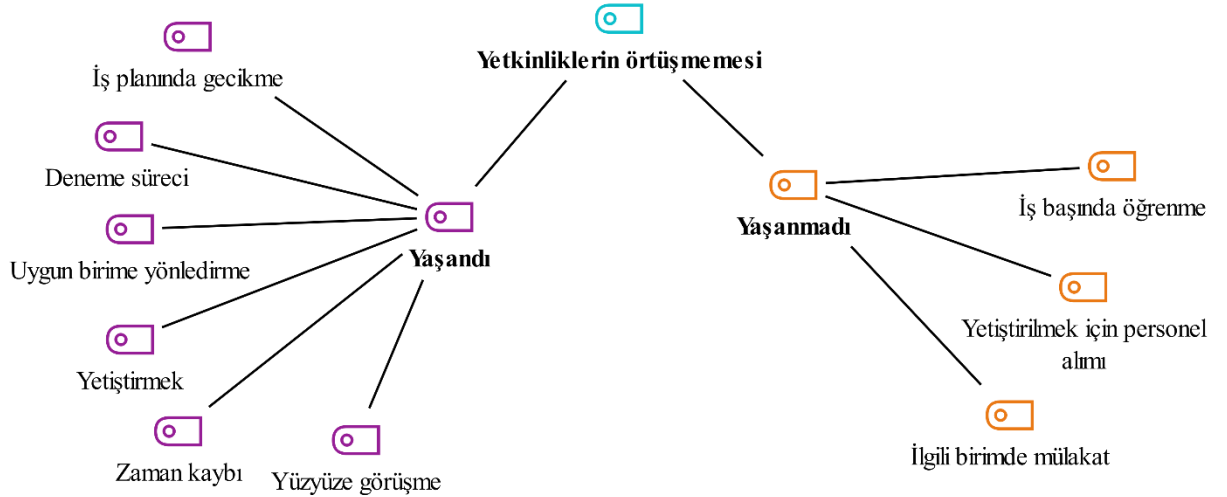 Yetkinliklerin örtüşmemesi
İş planında gecikme
Deneme süreci
Uygun birime yönledirme
Yaşandı
Yetiştirmek
Zaman kaybı
Yüzyüze görüşme
Yaşanmadı
İş başında öğrenme
Yetiştirilmek için personel
alımı
İlgili birimde mülakat